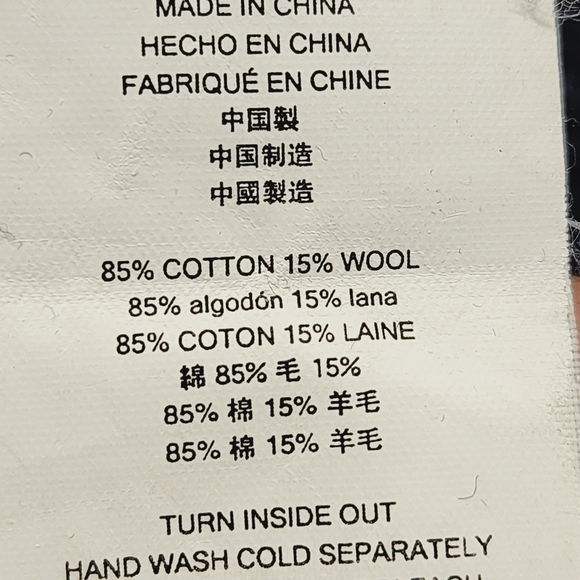 MADE IN CHINA
HECHO EN CHINA
FABRIQUÉ EN CHINE
中国製
中国制造
中國製造
85% COTTON 15% WOOL
85% algodón 15% lana
85% COTON 15% LAINE
綿 85% 毛 15%
85% 棉 15% 羊毛
85% 棉 15% 羊毛
TURN INSIDE OUT
HAND WASH COLD SEPARATELY